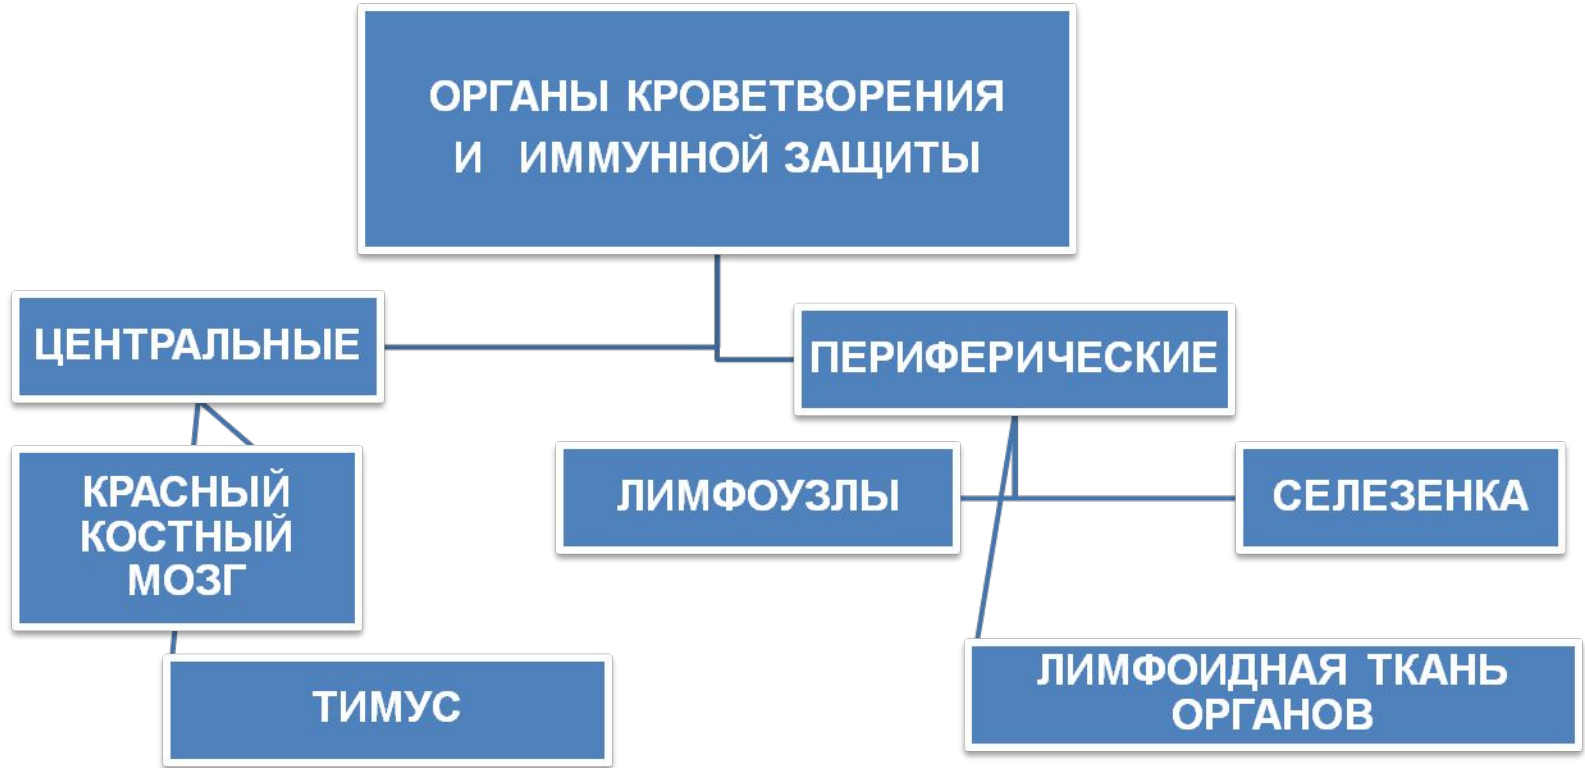 ОРГАНЫ КРОВЕТВОРЕНИЯ
И ИММУННОЙ ЗАЩИТЫ
ЦЕНТРАЛЬНЫЕ
ПЕРИФЕРИЧЕСКИЕ
КРАСНЫЙ
КОСТНЫЙ
МОЗГ
ЛИМФОУЗЛЫ
СЕЛЕЗЕНКА
ТИМУС
ЛИМФОИДНАЯ ТКАНЬ
ОРГАНОВ